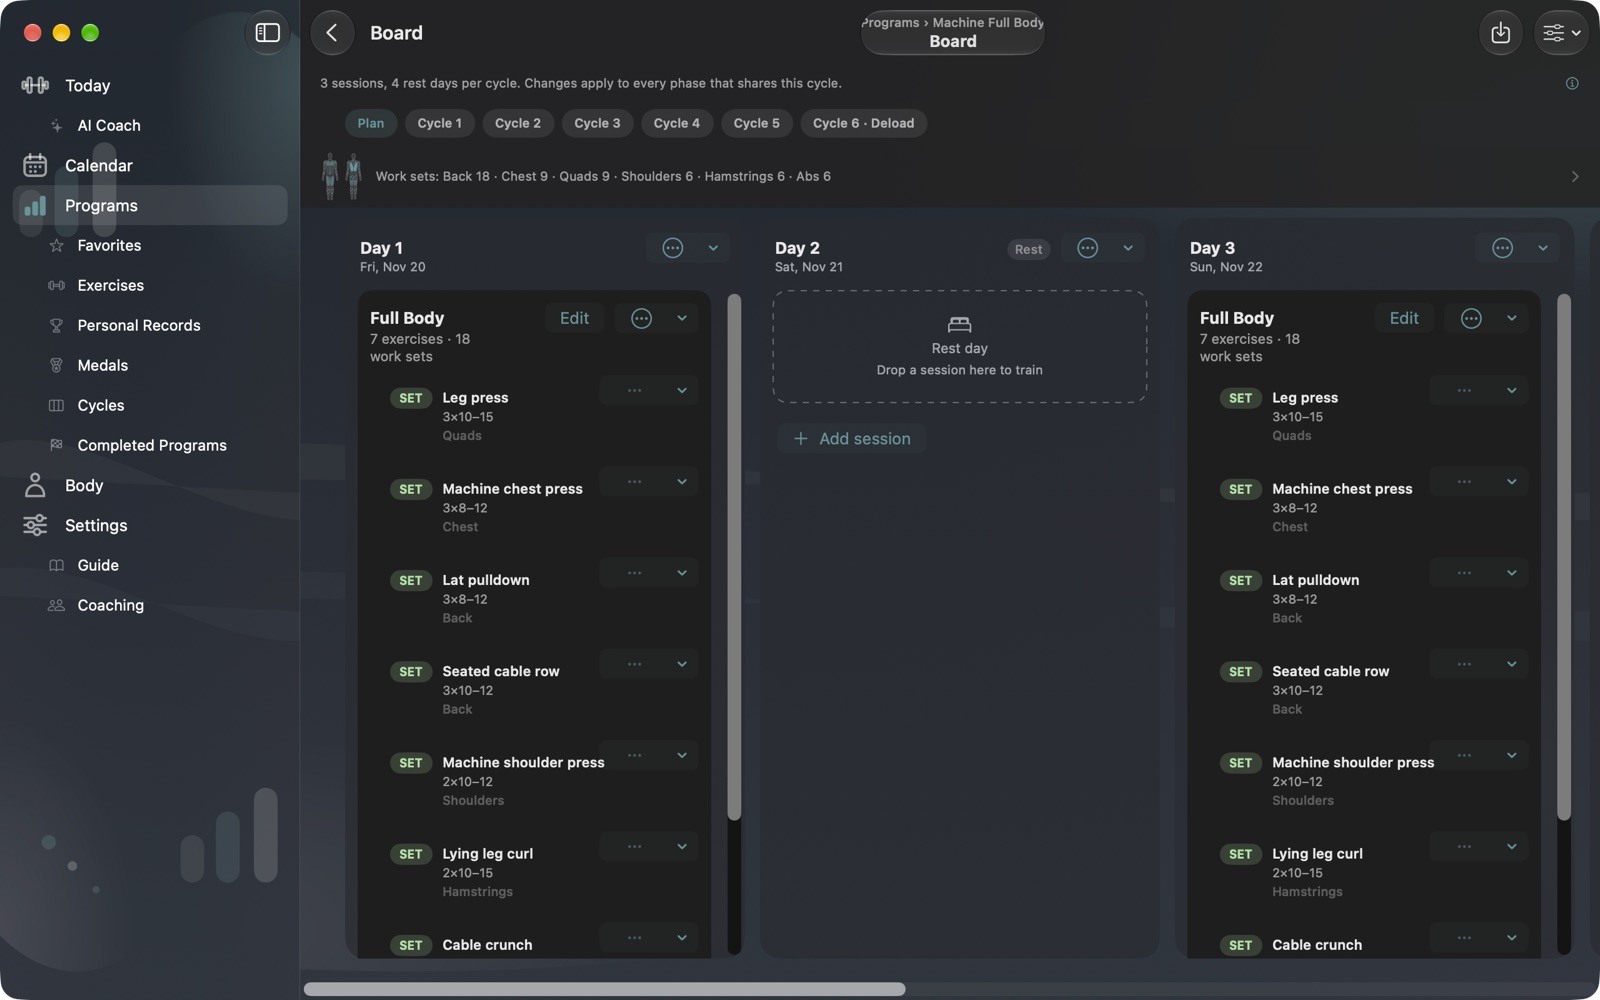 Today
AI Coach
Calendar
Programs
Favorites
Exercises
Personal Records
Medals
Cycles
Completed Programs
Body
Settings
Guide
Coaching
Board
Programs › Machine Full Body
Board
3 sessions, 4 rest days per cycle. Changes apply to every phase that shares this cycle.
Plan
Cycle 1
Cycle 2
Cycle 3
Cycle 4
Cycle 5
Cycle 6 · Deload
Work sets: Back 18 · Chest 9 · Quads 9 · Shoulders 6 · Hamstrings 6 · Abs 6
Day 1
Fri, Nov 20
Full Body
Edit
7 exercises · 18
work sets
SET Leg press
3×10–15
Quads
SET Machine chest press
3×8–12
Chest
SET Lat pulldown
3×8–12
Back
SET Seated cable row
3×10–12
Back
SET Machine shoulder press
2×10–12
Shoulders
SET Lying leg curl
2×10–15
Hamstrings
SET Cable crunch
Day 2
Rest
Sat, Nov 21
Rest day
Drop a session here to train
+ Add session
Day 3
Sun, Nov 22
Full Body
Edit
7 exercises · 18
work sets
SET Leg press
3×10–15
Quads
SET Machine chest press
3×8–12
Chest
SET Lat pulldown
3×8–12
Back
SET Seated cable row
3×10–12
Back
SET Machine shoulder press
2×10–12
Shoulders
SET Lying leg curl
2×10–15
Hamstrings
SET Cable crunch